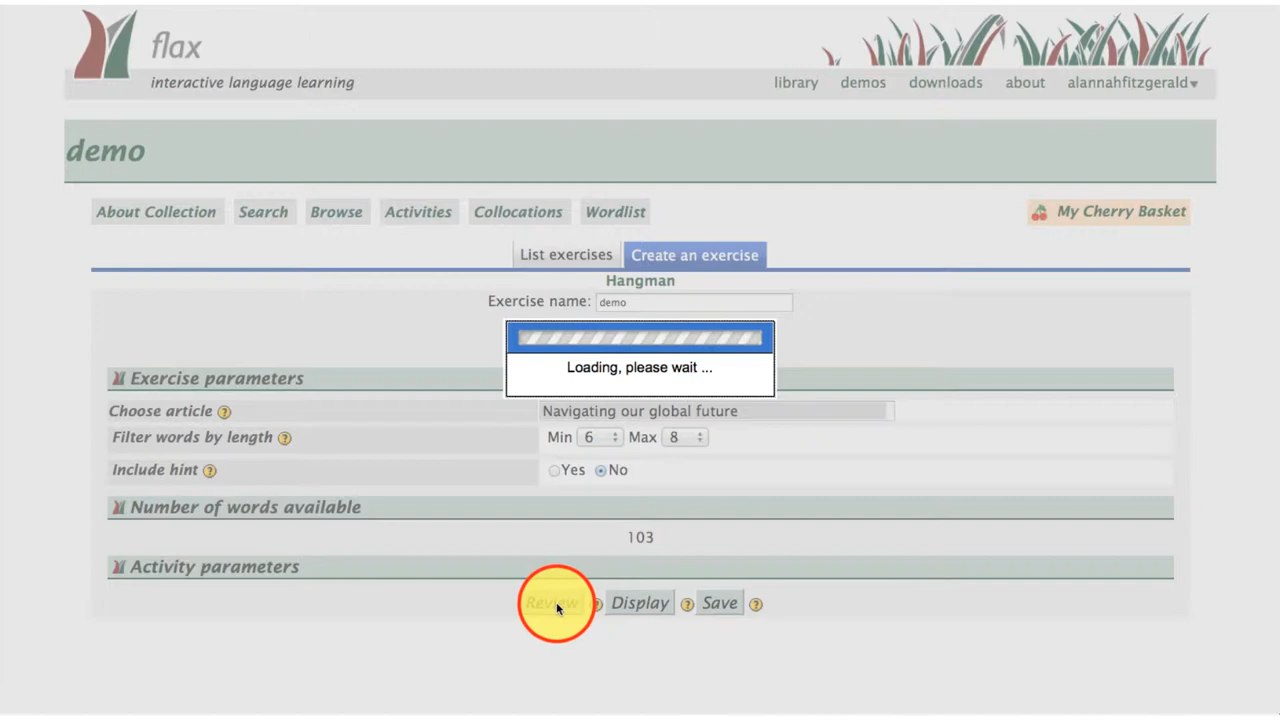 flax
interactive language learning
library demos downloads about alannahfitzgerald▾
demo
About Collection Search Browse Activities Collocations Wordlist My Cherry Basket
List exercises Create an exercise
Hangman
Exercise name: demo
Loading, please wait ...
Exercise parameters
Choose article ? Navigating our global future
Filter words by length ? Min 6 Max 8
Include hint ? Yes No
Number of words available
103
Activity parameters
Review ? Display ? Save ?